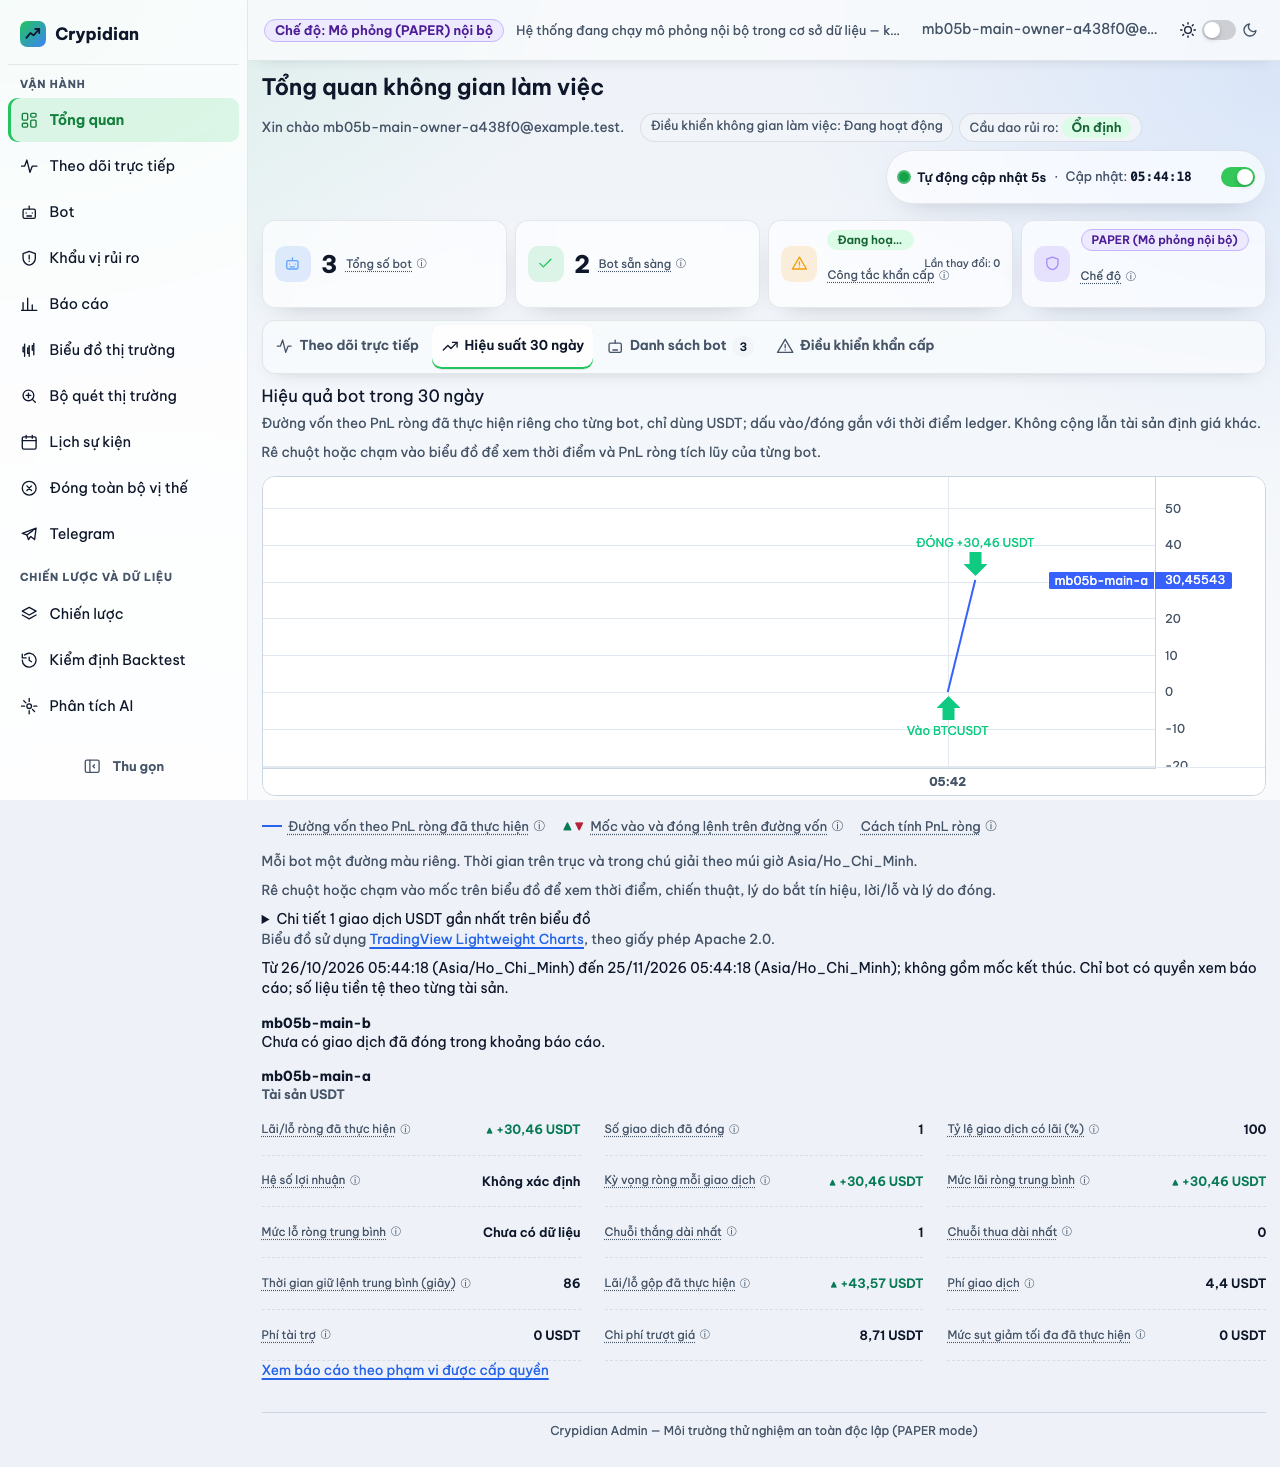 Crypidian
VẬN HÀNH
Tổng quan
Theo dõi trực tiếp
Bot
Khẩu vị rủi ro
Báo cáo
Biểu đồ thị trường
Bộ quét thị trường
Lịch sự kiện
Đóng toàn bộ vị thế
Telegram
CHIẾN LƯỢC VÀ DỮ LIỆU
Chiến lược
Kiểm định Backtest
Phân tích AI
Thu gọn
Chế độ: Mô phỏng (PAPER) nội bộ
Hệ thống đang chạy mô phỏng nội bộ trong cơ sở dữ liệu — k...
mb05b-main-owner-a438f0@e...
Tổng quan không gian làm việc
Xin chào mb05b-main-owner-a438f0@example.test.
Điều khiển không gian làm việc: Đang hoạt động
Cầu dao rủi ro: Ổn định
Tự động cập nhật 5s · Cập nhật: 05:44:18
3 Tổng số bot ⓘ
2 Bot sẵn sàng ⓘ
Đang hoạ...
Lần thay đổi: 0
Công tắc khẩn cấp ⓘ
PAPER (Mô phỏng nội bộ)
Chế độ ⓘ
Theo dõi trực tiếp
Hiệu suất 30 ngày
Danh sách bot 3
Điều khiển khẩn cấp
Hiệu quả bot trong 30 ngày
Đường vốn theo PnL ròng đã thực hiện riêng cho từng bot, chỉ dùng USDT; dấu vào/đóng gắn với thời điểm ledger. Không cộng lẫn tài sản định giá khác.
Rê chuột hoặc chạm vào biểu đồ để xem thời điểm và PnL ròng tích lũy của từng bot.
50
ĐÓNG +30,46 USDT
40
mb05b-main-a 30,45543
20
10
0
Vào BTCUSDT
-10
-20
05:42
Đường vốn theo PnL ròng đã thực hiện ⓘ
▲▼ Mốc vào và đóng lệnh trên đường vốn ⓘ
Cách tính PnL ròng ⓘ
Mỗi bot một đường màu riêng. Thời gian trên trục và trong chú giải theo múi giờ Asia/Ho_Chi_Minh.
Rê chuột hoặc chạm vào mốc trên biểu đồ để xem thời điểm, chiến thuật, lý do bắt tín hiệu, lời/lỗ và lý do đóng.
▶ Chi tiết 1 giao dịch USDT gần nhất trên biểu đồ
Biểu đồ sử dụng TradingView Lightweight Charts, theo giấy phép Apache 2.0.
Từ 26/10/2026 05:44:18 (Asia/Ho_Chi_Minh) đến 25/11/2026 05:44:18 (Asia/Ho_Chi_Minh); không gồm mốc kết thúc. Chỉ bot có quyền xem báo
cáo; số liệu tiền tệ theo từng tài sản.
mb05b-main-b
Chưa có giao dịch đã đóng trong khoảng báo cáo.
mb05b-main-a
Tài sản USDT
Lãi/lỗ ròng đã thực hiện ⓘ ▲ +30,46 USDT
Số giao dịch đã đóng ⓘ 1
Tỷ lệ giao dịch có lãi (%) ⓘ 100
Hệ số lợi nhuận ⓘ Không xác định
Kỳ vọng ròng mỗi giao dịch ⓘ ▲ +30,46 USDT
Mức lãi ròng trung bình ⓘ ▲ +30,46 USDT
Mức lỗ ròng trung bình ⓘ Chưa có dữ liệu
Chuỗi thắng dài nhất ⓘ 1
Chuỗi thua dài nhất ⓘ 0
Thời gian giữ lệnh trung bình (giây) ⓘ 86
Lãi/lỗ gộp đã thực hiện ⓘ ▲ +43,57 USDT
Phí giao dịch ⓘ 4,4 USDT
Phí tài trợ ⓘ 0 USDT
Chi phí trượt giá ⓘ 8,71 USDT
Mức sụt giảm tối đa đã thực hiện ⓘ 0 USDT
Xem báo cáo theo phạm vi được cấp quyền
Crypidian Admin — Môi trường thử nghiệm an toàn độc lập (PAPER mode)